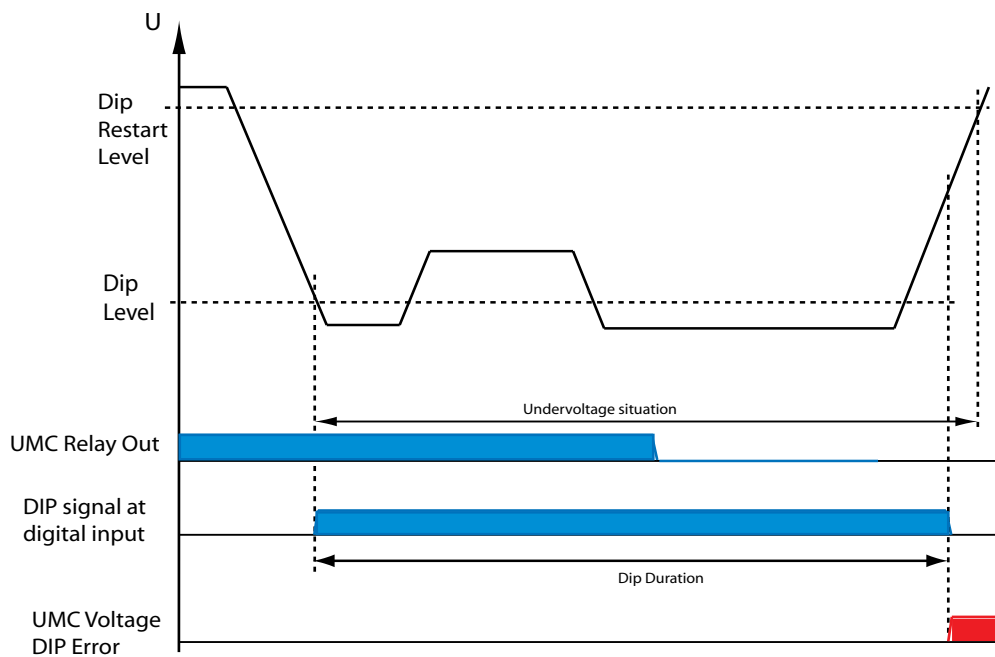 U
Dip
Restart
Level
Dip
Level
Undervoltage situation
UMC Relay Out
DIP signal at
digital input
Dip Duration
UMC Voltage
DIP Error